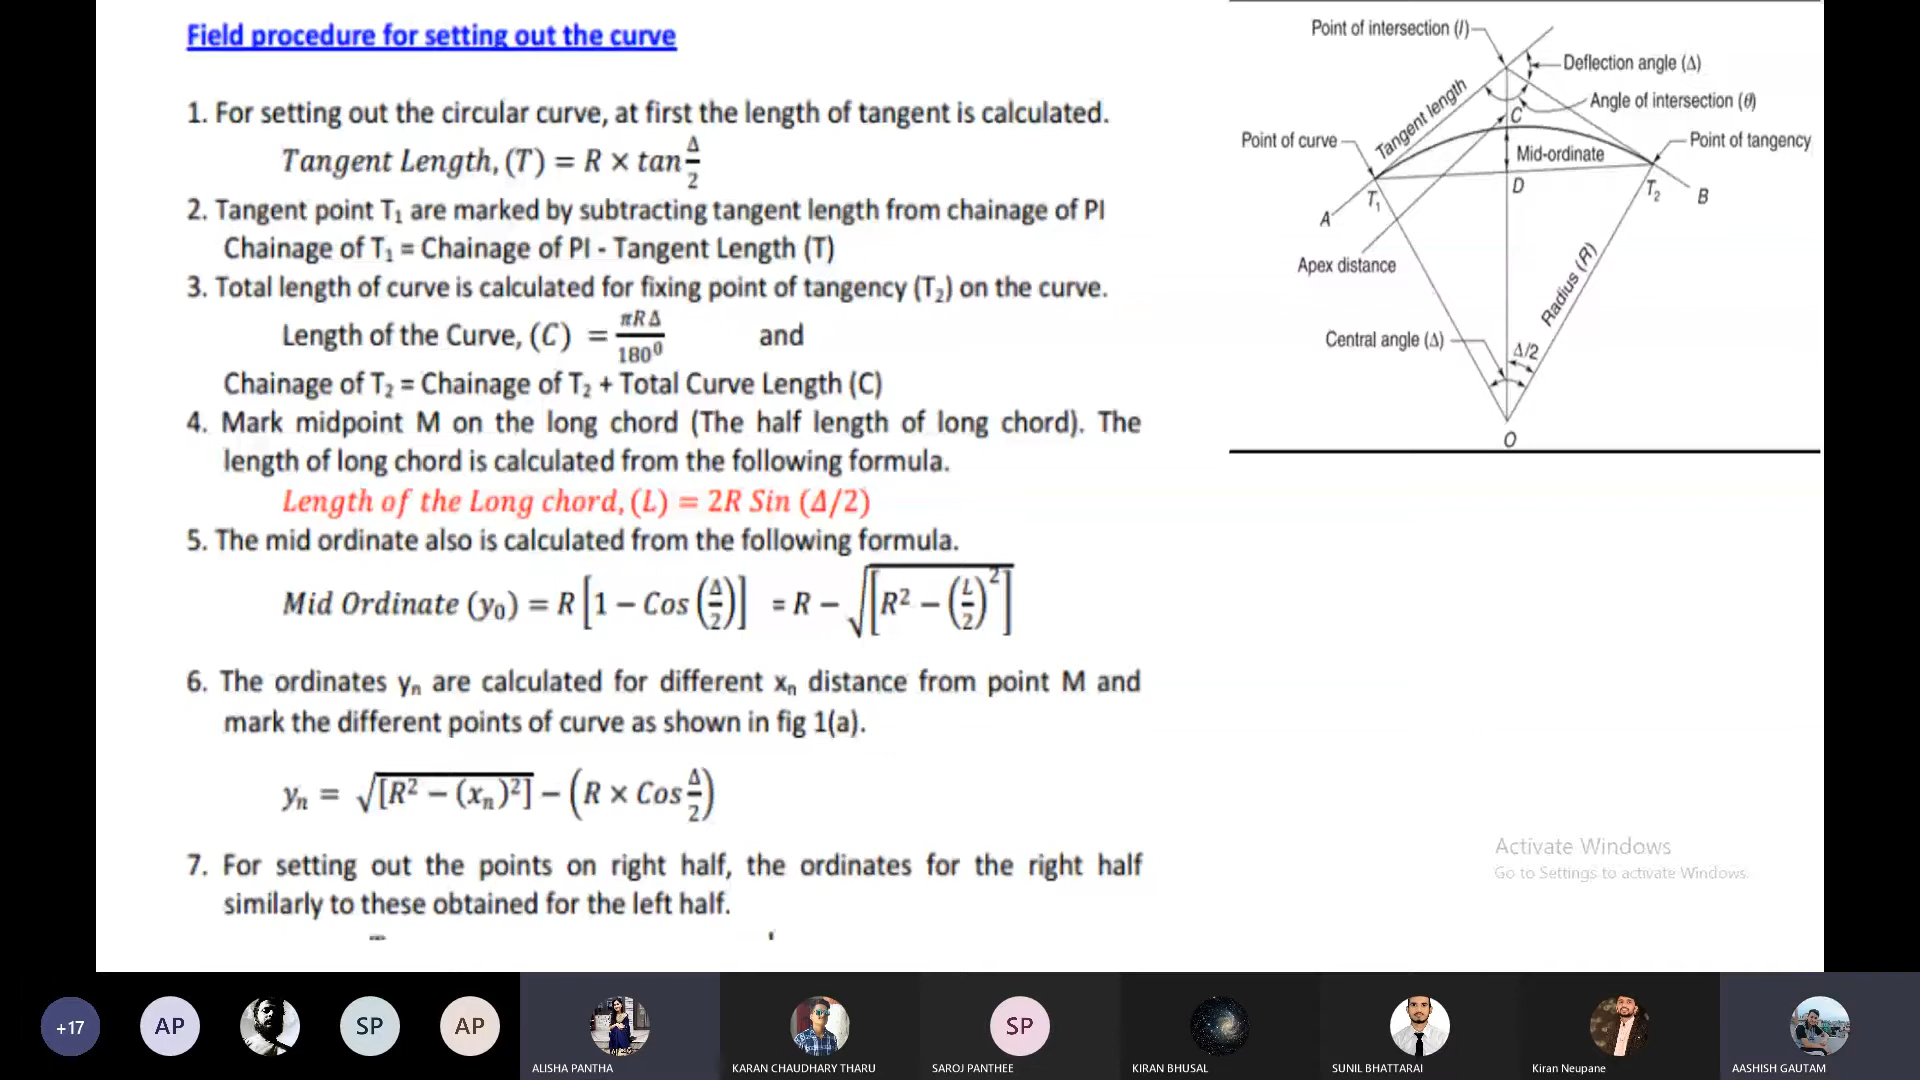 Field procedure for setting out the curve
1. For setting out the circular curve, at first the length of tangent is calculated.
Tangent Length, (T) = R × tan Δ/2
2. Tangent point T₁ are marked by subtracting tangent length from chainage of PI
Chainage of T₁ = Chainage of PI - Tangent Length (T)
3. Total length of curve is calculated for fixing point of tangency (T₂) on the curve.
Length of the Curve, (C) = πRΔ/180⁰ and
Chainage of T₂ = Chainage of T₂ + Total Curve Length (C)
4. Mark midpoint M on the long chord (The half length of long chord). The
length of long chord is calculated from the following formula.
Length of the Long chord, (L) = 2R Sin (Δ/2)
5. The mid ordinate also is calculated from the following formula.
Mid Ordinate (y₀) = R [1 − Cos (Δ/2)] = R − √[R² − (L/2)²]
6. The ordinates yₙ are calculated for different xₙ distance from point M and
mark the different points of curve as shown in fig 1(a).
yₙ = √[R² − (xₙ)²] − (R × Cos Δ/2)
7. For setting out the points on right half, the ordinates for the right half
similarly to these obtained for the left half.
Point of intersection (I)
Deflection angle (Δ)
Angle of intersection (θ)
Tangent length
C
Point of curve
Point of tangency
Mid-ordinate
T₁
D
T₂
B
A
Apex distance
Radius (R)
Central angle (Δ)
Δ/2
O
Activate Windows
Go to Settings to activate Windows.
+17
AP
SP
AP
SP
ALISHA PANTHA
KARAN CHAUDHARY THARU
SAROJ PANTHEE
KIRAN BHUSAL
SUNIL BHATTARAI
Kiran Neupane
AASHISH GAUTAM